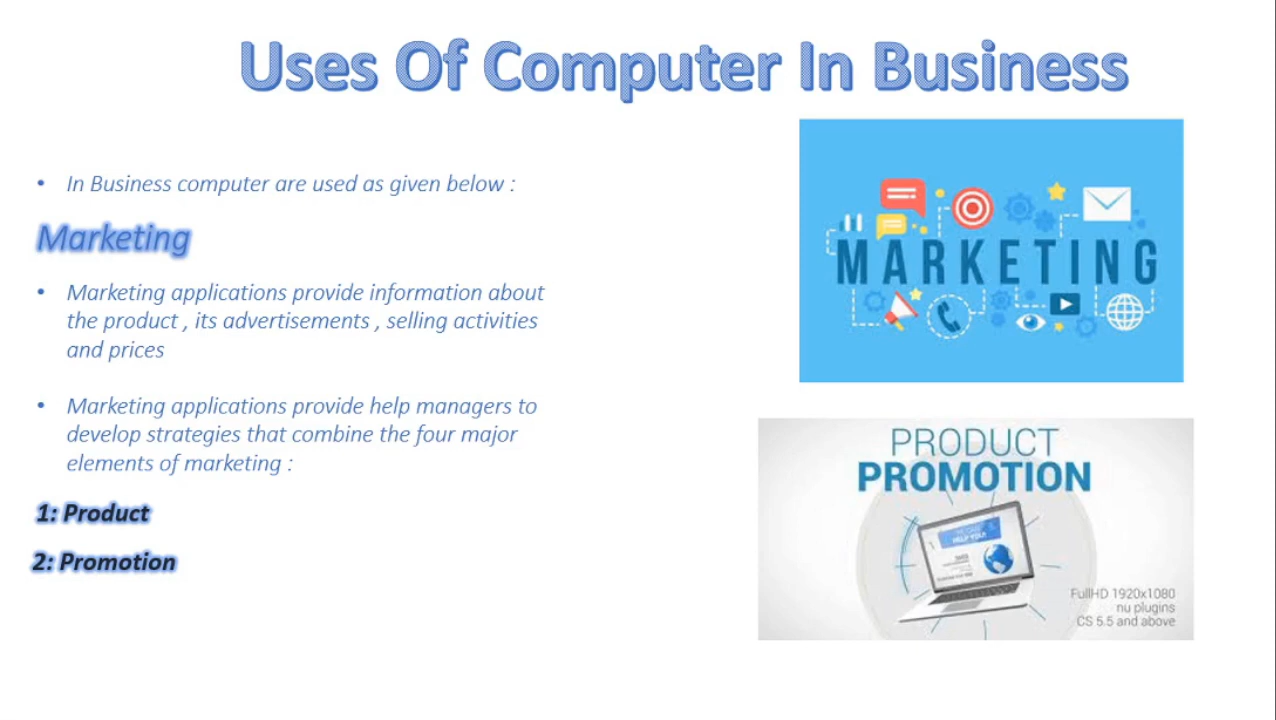 Uses Of Computer In Business
• In Business computer are used as given below :
Marketing
• Marketing applications provide information about
the product , its advertisements , selling activities
and prices
• Marketing applications provide help managers to
develop strategies that combine the four major
elements of marketing :
1: Product
2: Promotion
MARKETING
PRODUCT
PROMOTION
HELP YOU!
FullHD 1920x1080
nu plugins
CS 5.5 and above